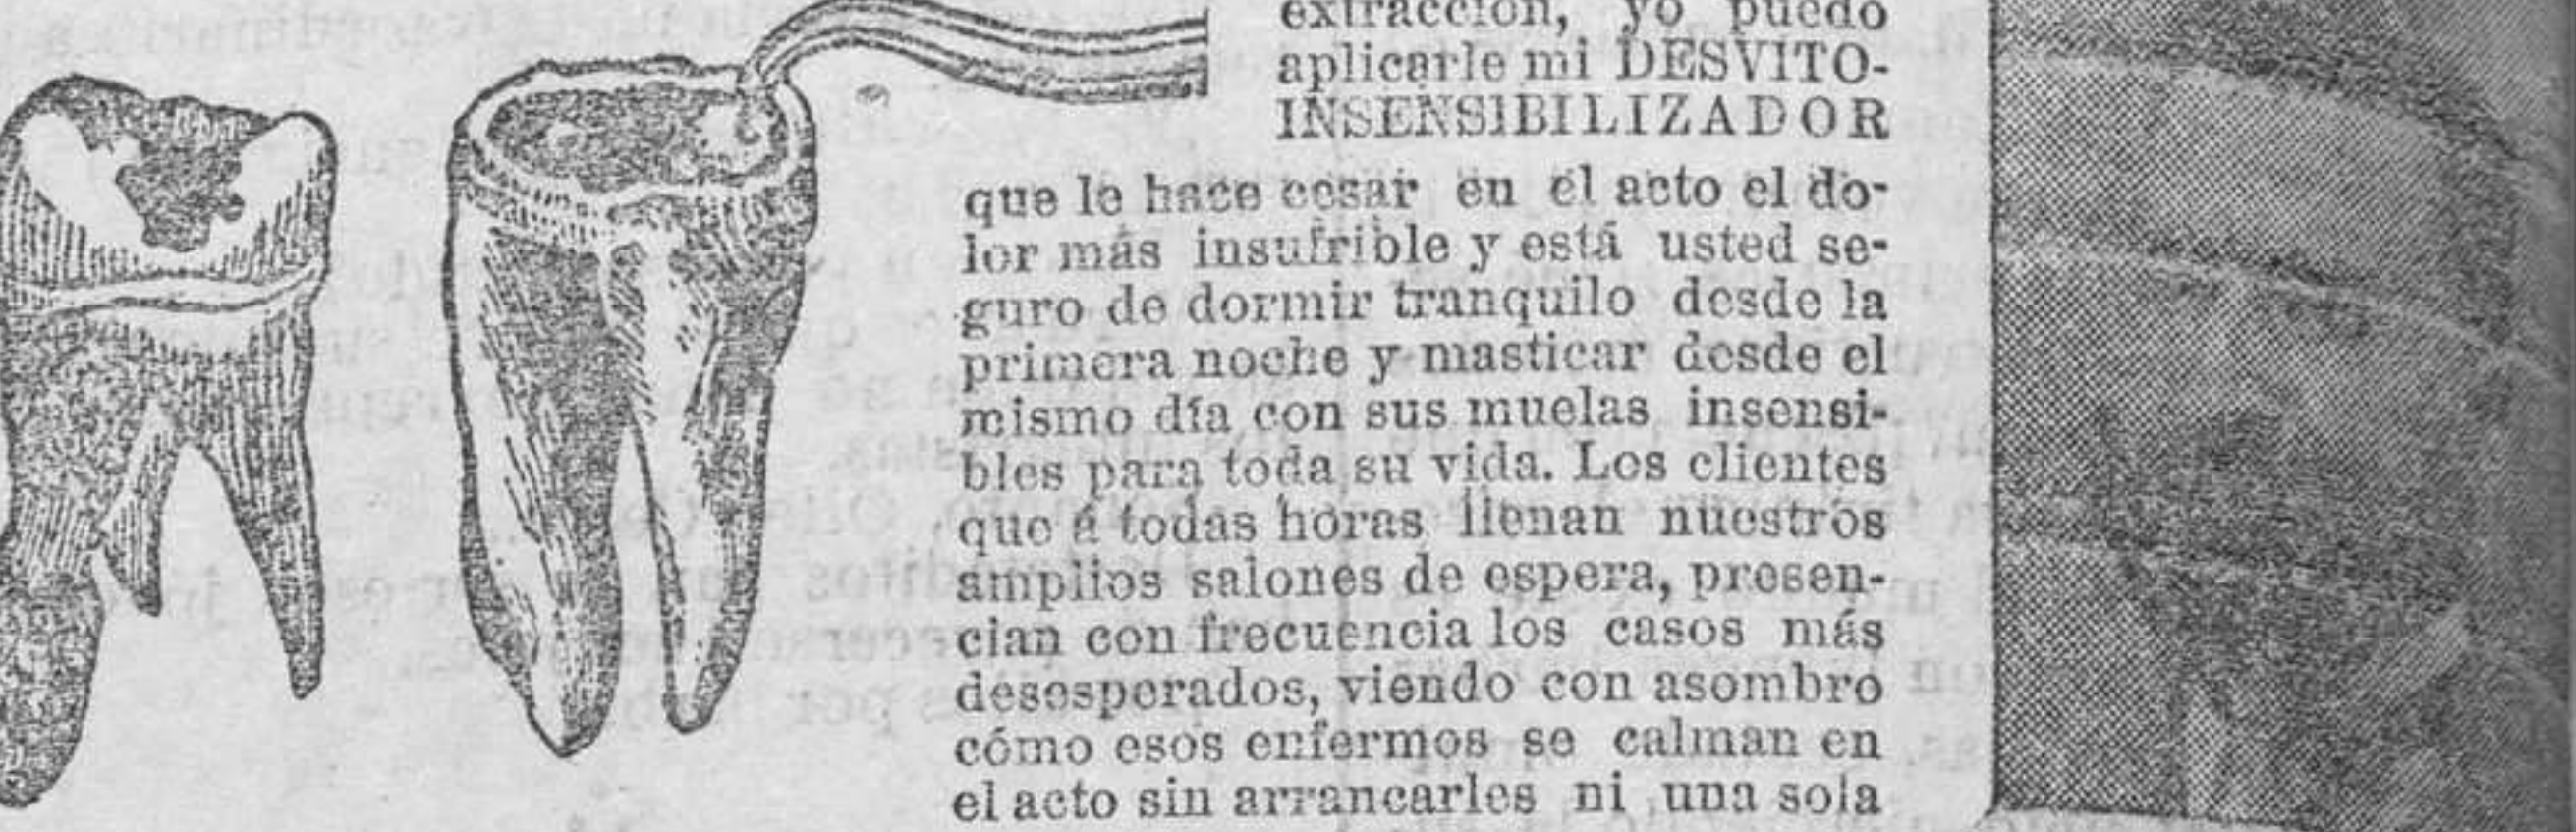 extracción, yo puedo
aplicarle mi DESVITO-
INSENSIBILIZADOR
que le hace cesar en el acto el do-
lor más insufrible y está usted se-
guro de dormir tranquilo desde la
primera noche y masticar desde el
mismo día con sus muelas insensi-
bles para toda su vida. Los clientes
que á todas horas llenan nuestros
amplios salones de espera, presen-
cian con frecuencia los casos más
desesperados, viendo con asombro
cómo esos enfermos se calman en
el acto sin arrancarles ni una sola